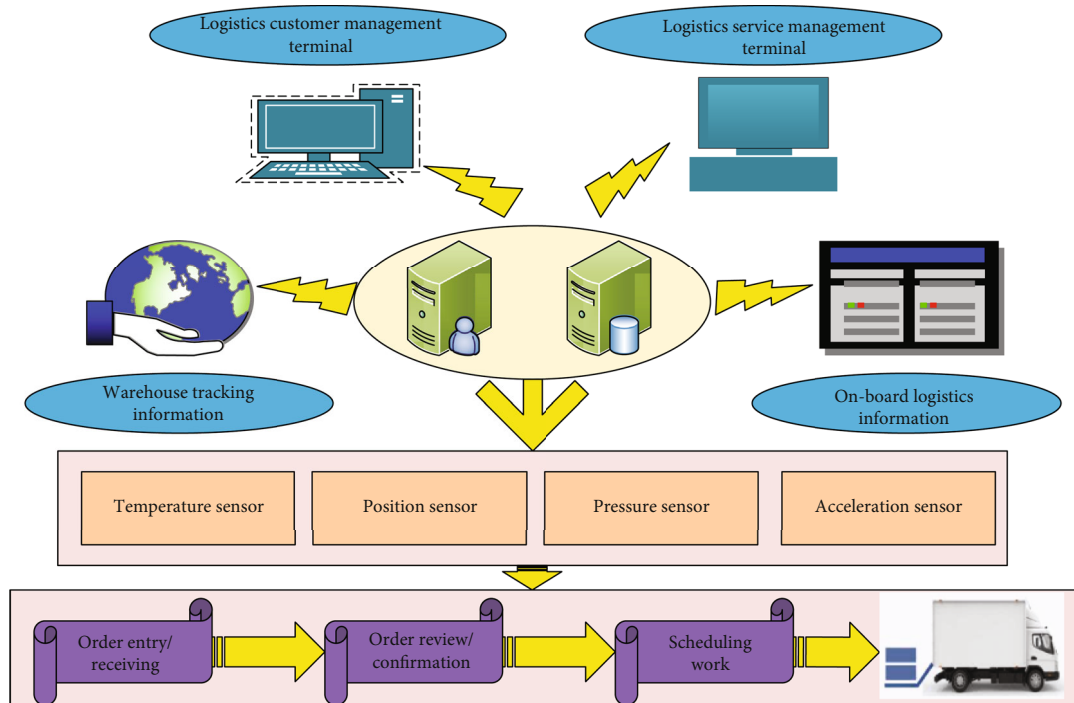 Logistics customer management
terminal
Logistics service management
terminal
Warehouse tracking
information
On-board logistics
information
Temperature sensor
Position sensor
Pressure sensor
Acceleration sensor
Order entry/
receiving
Order review/
confirmation
Scheduling
work